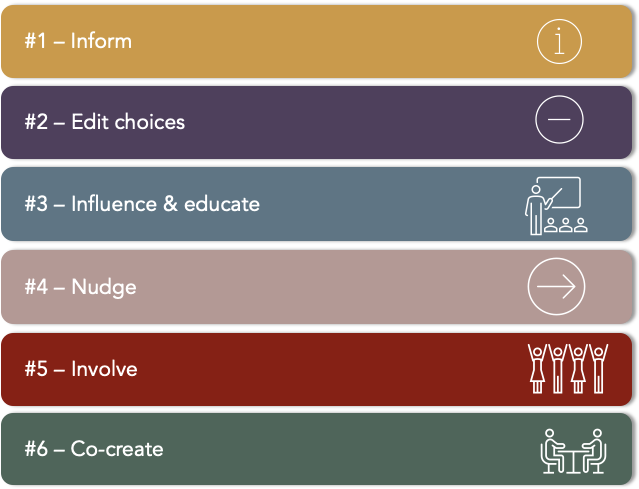 #1 – Inform
#2 – Edit choices
#3 – Influence & educate
#4 – Nudge
#5 – Involve
#6 – Co-create